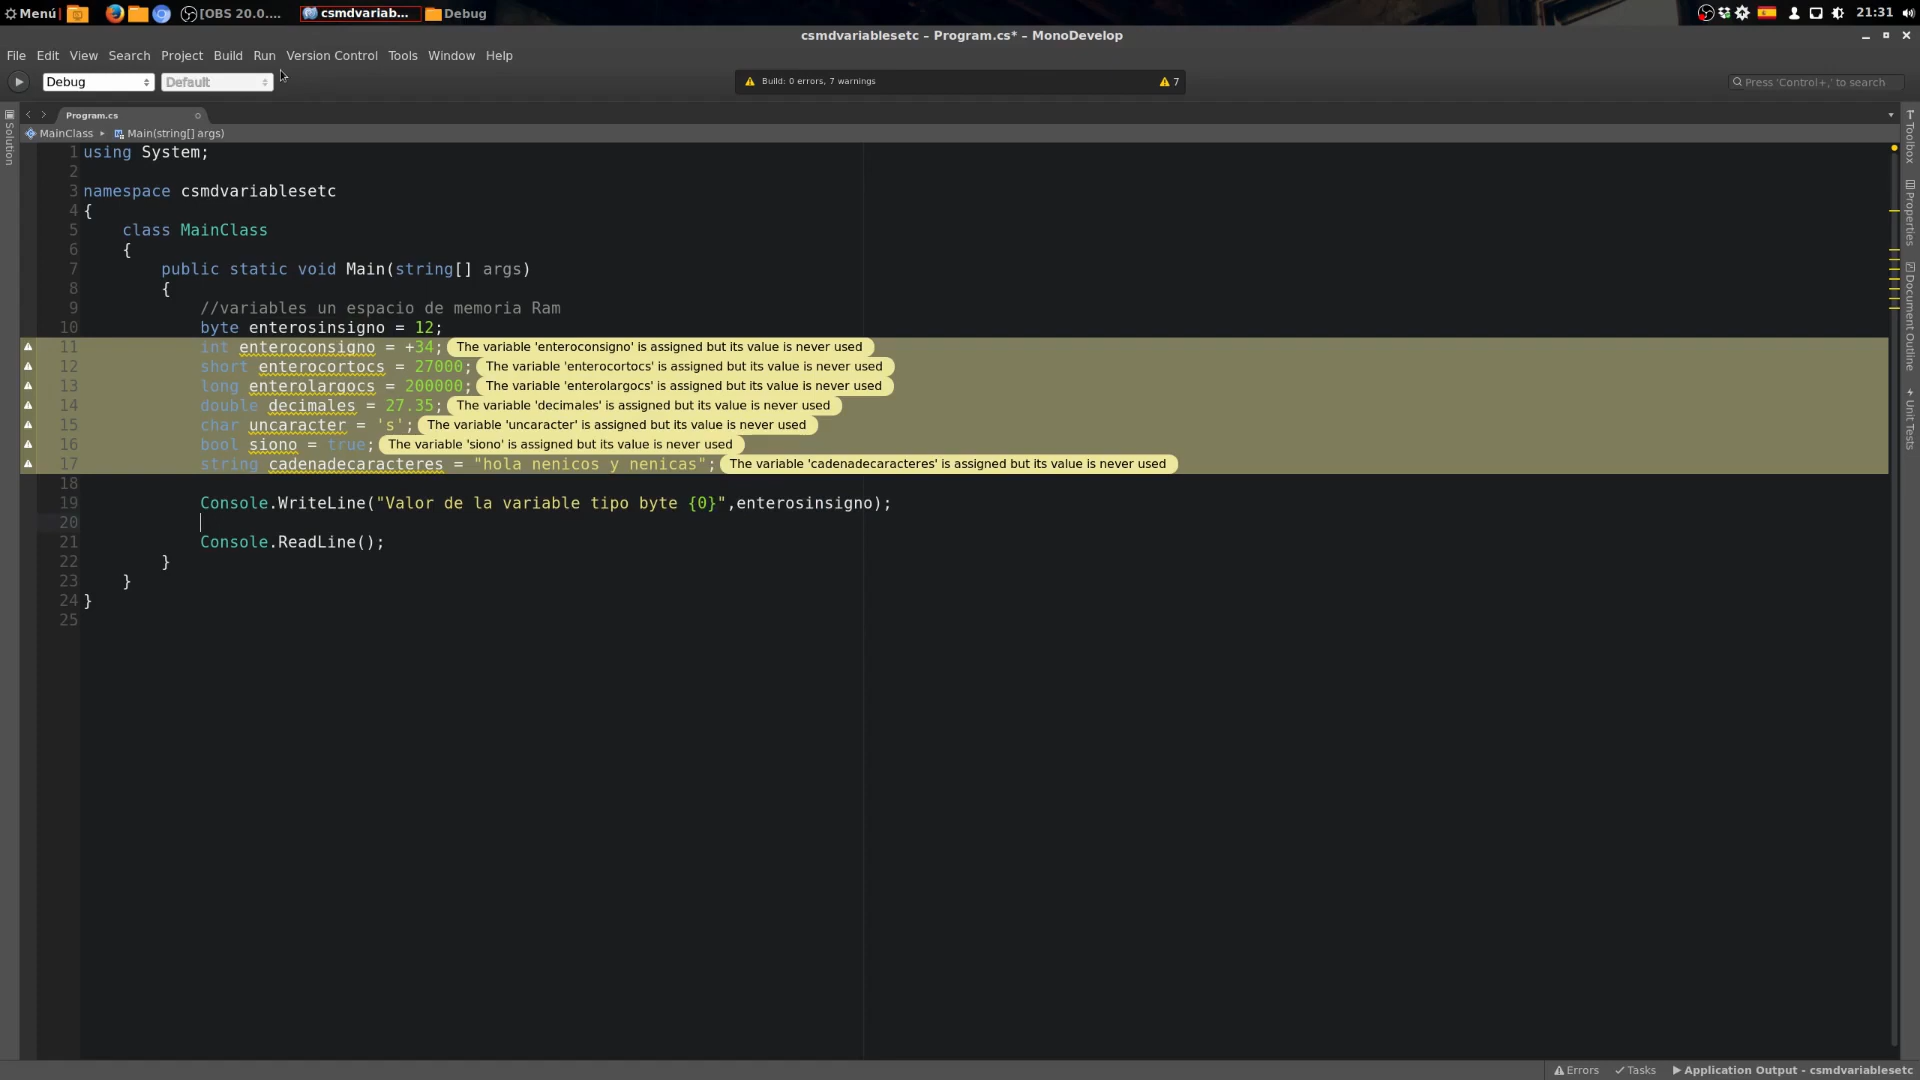 Menú [OBS 20.0.... csmdvariab... Debug 21:31
csmdvariablesetc – Program.cs* – MonoDevelop
File Edit View Search Project Build Run Version Control Tools Window Help
Debug Default Build: 0 errors, 7 warnings 7 Press 'Control+,' to search
Program.cs
MainClass Main(string[] args)
1 using System;
2
3 namespace csmdvariablesetc
4 {
5 class MainClass
6 {
7 public static void Main(string[] args)
8 {
9 //variables un espacio de memoria Ram
10 byte enterosinsigno = 12;
11 int enteroconsigno = +34; The variable 'enteroconsigno' is assigned but its value is never used
12 short enterocortocs = 27000; The variable 'enterocortocs' is assigned but its value is never used
13 long enterolargocs = 200000; The variable 'enterolargocs' is assigned but its value is never used
14 double decimales = 27.35; The variable 'decimales' is assigned but its value is never used
15 char uncaracter = 's'; The variable 'uncaracter' is assigned but its value is never used
16 bool siono = true; The variable 'siono' is assigned but its value is never used
17 string cadenadecaracteres = "hola nenicos y nenicas"; The variable 'cadenadecaracteres' is assigned but its value is never used
18
19 Console.WriteLine("Valor de la variable tipo byte {0}",enterosinsigno);
20
21 Console.ReadLine();
22 }
23 }
24 }
25
Solution
Toolbox
Properties
Document Outline
Unit Tests
Errors Tasks Application Output - csmdvariablesetc